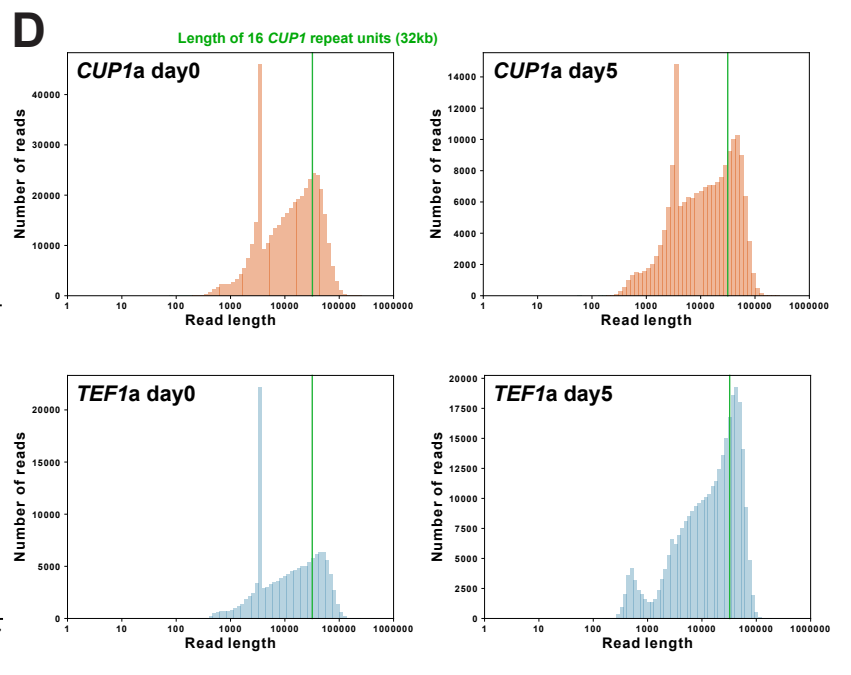 D
Length of 16 CUP1 repeat units (32kb)
CUP1a day0
Number of reads
40000
30000
20000
10000
0
1 10 100 1000 10000 100000 1000000
Read length
CUP1a day5
Number of reads
14000
12000
10000
8000
6000
4000
2000
0
1 10 100 1000 10000 100000 1000000
Read length
TEF1a day0
Number of reads
20000
15000
10000
5000
0
1 10 100 1000 10000 100000 1000000
Read length
TEF1a day5
Number of reads
20000
17500
15000
12500
10000
7500
5000
2500
0
1 10 100 1000 10000 100000 1000000
Read length